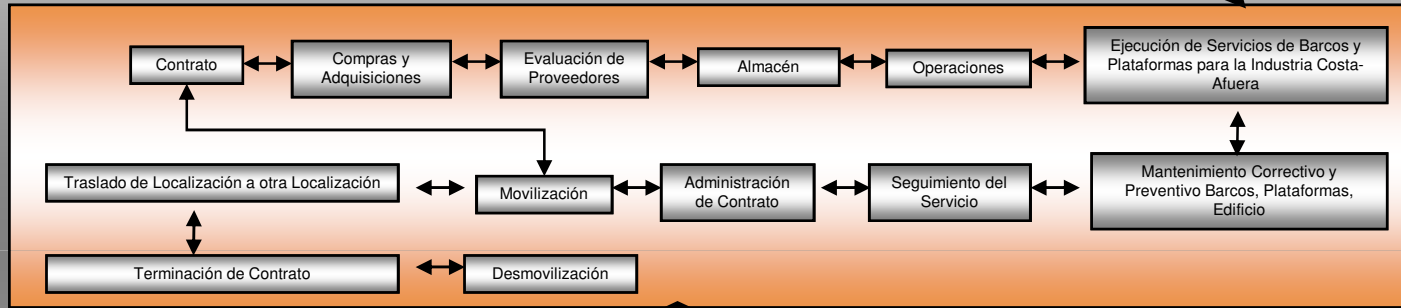 Contrato
Compras y
Adquisiciones
Evaluación de
Proveedores
Almacén
Operaciones
Ejecución de Servicios de Barcos y
Plataformas para la Industria Costa-
Afuera
Traslado de Localización a otra Localización
Movilización
Administración
de Contrato
Seguimiento del
Servicio
Mantenimiento Correctivo y
Preventivo Barcos, Plataformas,
Edificio
Terminación de Contrato
Desmovilización